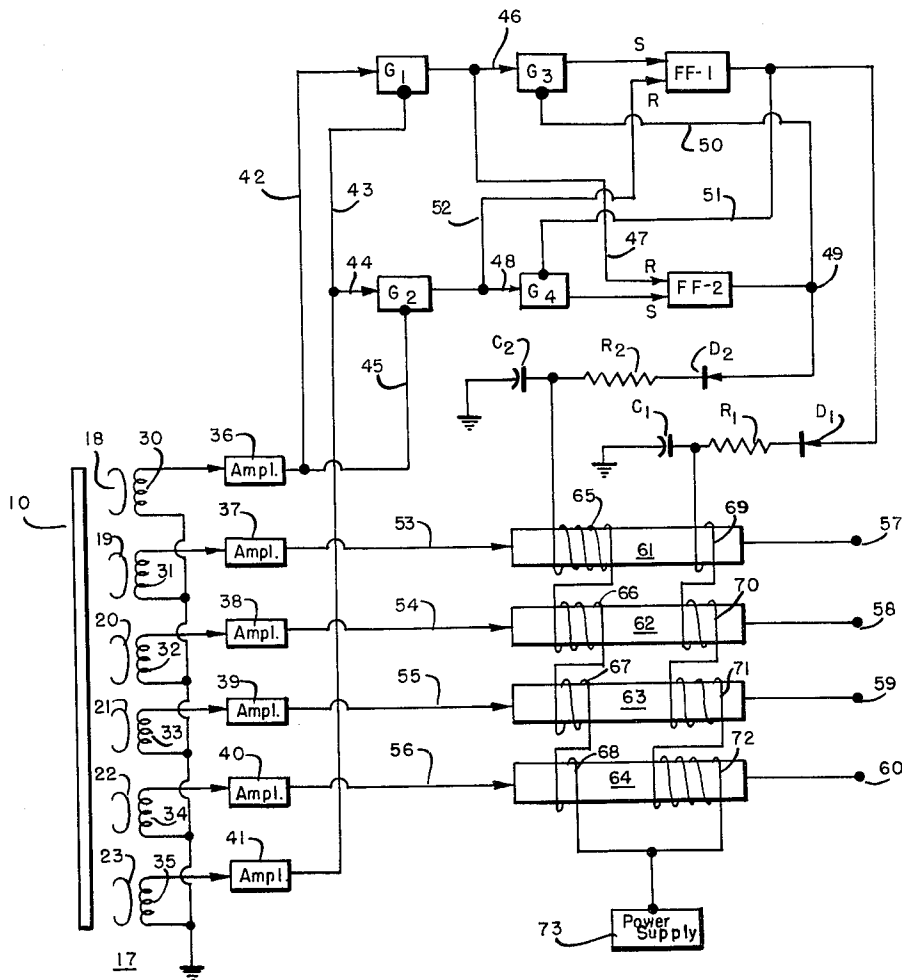 46
G1
G3
S
FF-1
R
50
42
43
52
51
47
44
G2
48
G4
R
FF-2
S
49
45
C2
R2
D2
C1
R1
D1
18
30
36
Ampl.
10
19
31
37
Ampl.
53
65
69
61
57
20
32
38
Ampl.
54
66
70
62
58
21
33
39
Ampl.
55
67
71
63
59
22
34
40
Ampl.
56
68
72
64
60
23
35
41
Ampl.
17
73
Power
Supply